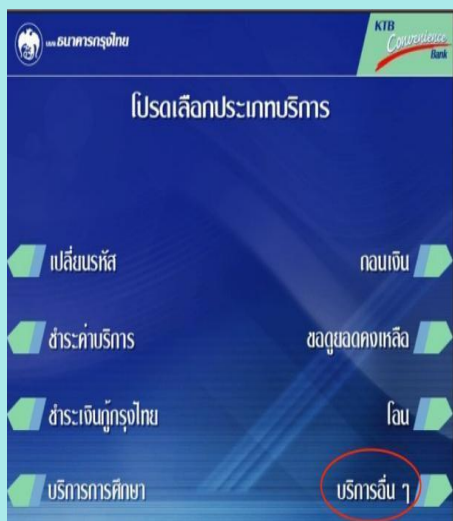 บมจ.ธนาคารกรุงไทย
KTB
Convenience
Bank
โปรดเลือกประเภทบริการ
เปลี่ยนรหัส
ถอนเงิน
ชำระค่าบริการ
ขอดูยอดคงเหลือ
ชำระเงินกู้กรุงไทย
โอน
บริการการศึกษา
บริการอื่น ๆ